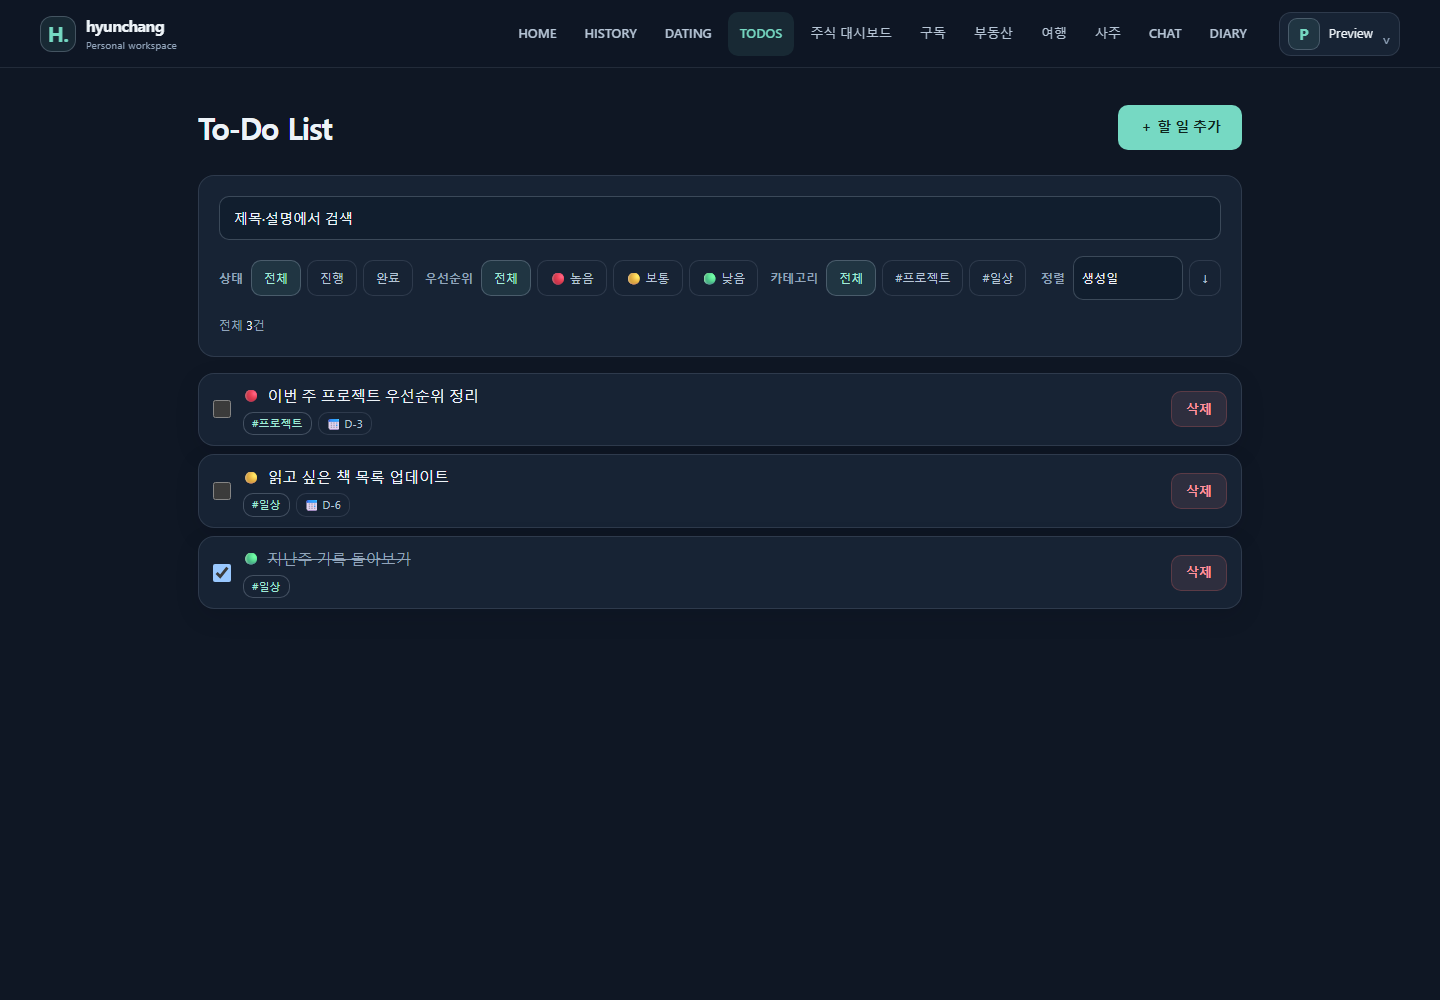 H. hyunchang
Personal workspace
HOME HISTORY DATING TODOS 주식 대시보드 구독 부동산 여행 사주 CHAT DIARY P Preview v
To-Do List
+ 할 일 추가
제목·설명에서 검색
상태 전체 진행 완료 우선순위 전체 높음 보통 낮음 카테고리 전체 #프로젝트 #일상 정렬 생성일 ↓
전체 3건
이번 주 프로젝트 우선순위 정리
#프로젝트 D-3
삭제
읽고 싶은 책 목록 업데이트
#일상 D-6
삭제
지난주 기록 돌아보기
#일상
삭제